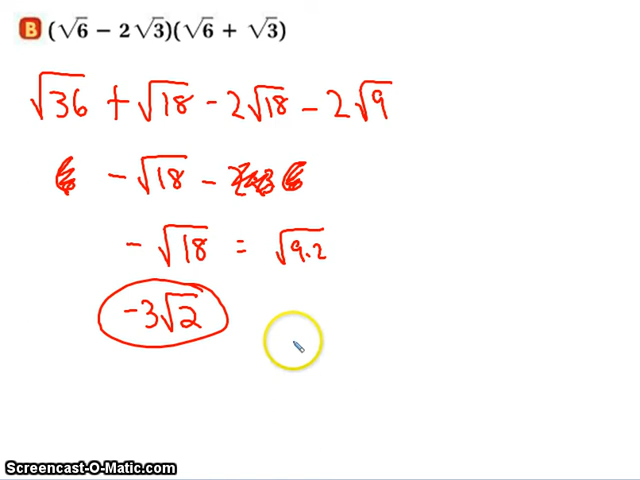 B (√6 − 2√3)(√6 + √3)
√36 + √18 - 2√18 - 2√9
- √18 -
- √18 = √9·2
-3√2
Screencast-O-Matic.com